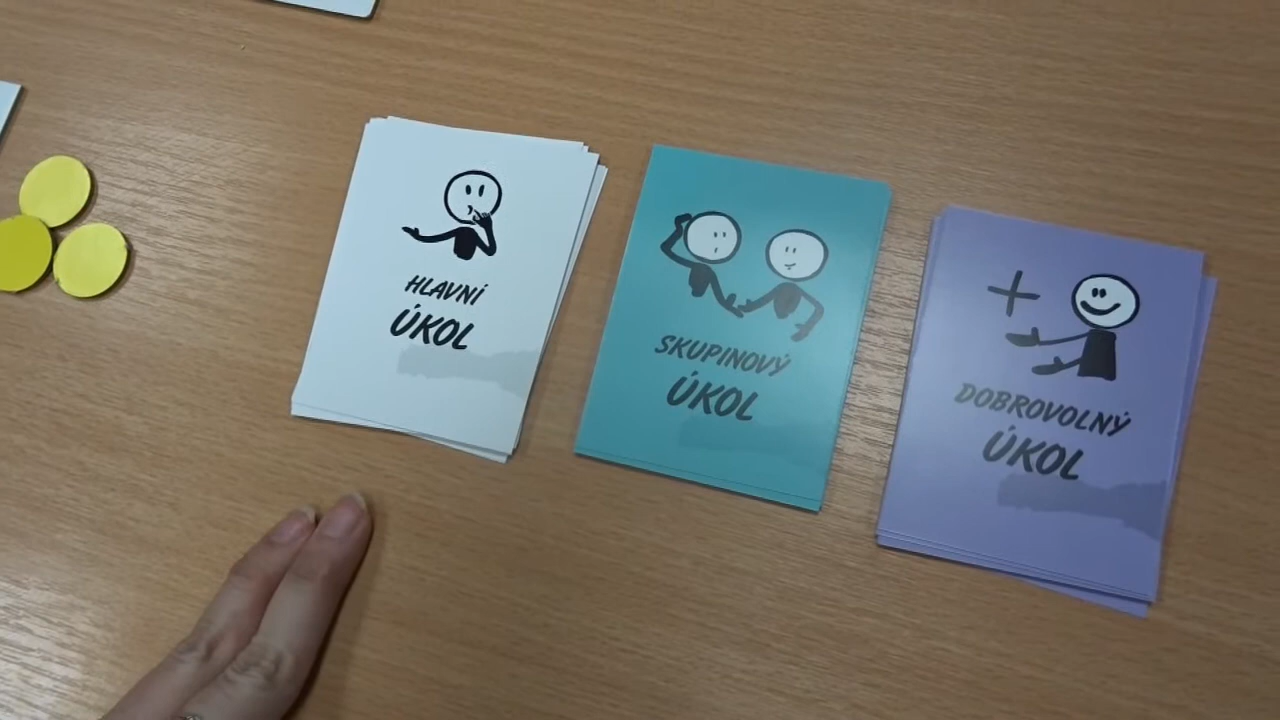 HLAVNÍ
ÚKOL
SKUPINOVÝ
ÚKOL
DOBROVOLNÝ
ÚKOL